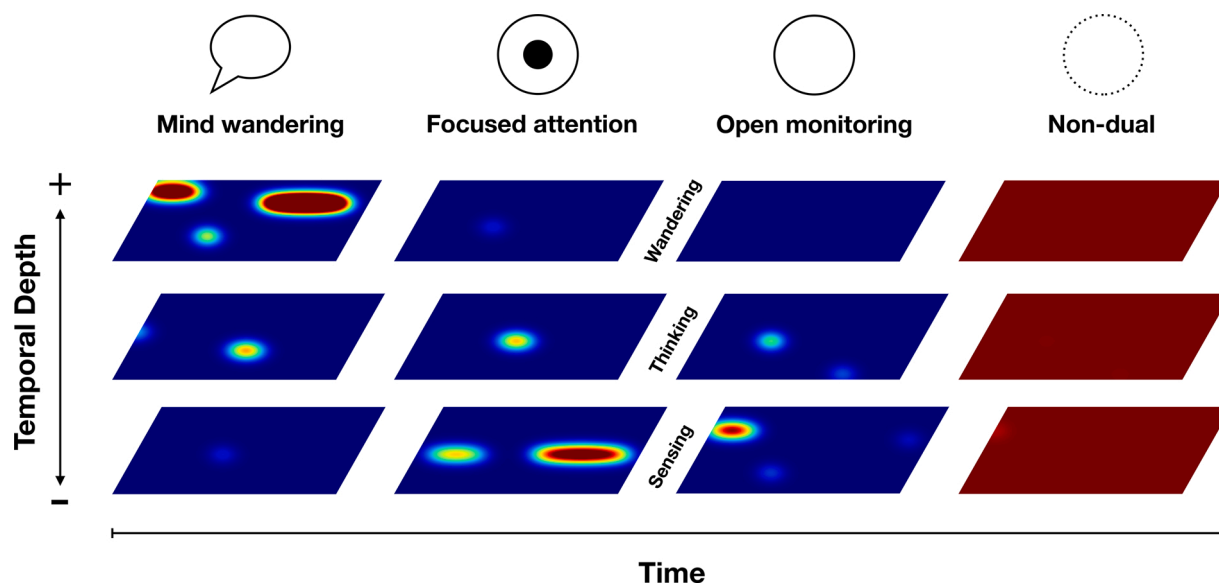 Mind wandering
Focused attention
Open monitoring
Non-dual
+
Temporal Depth
-
Wandering
Thinking
Sensing
Time